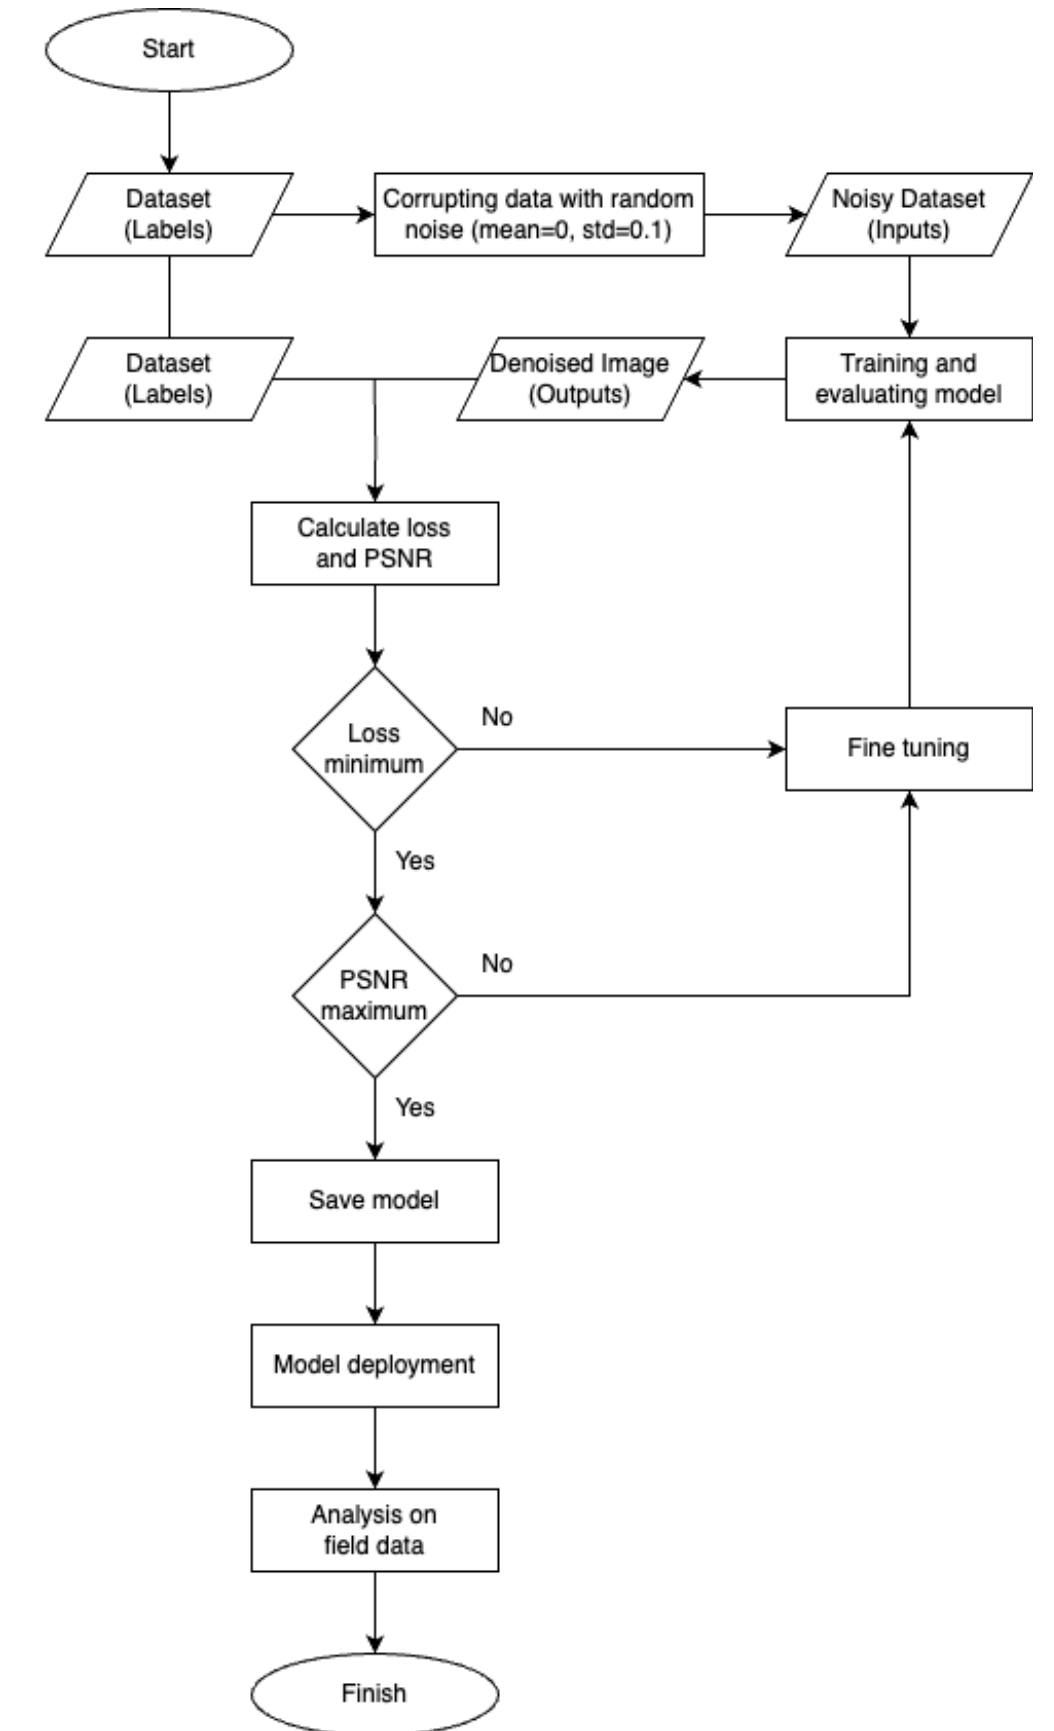 Start
Dataset
(Labels)
Corrupting data with random
noise (mean=0, std=0.1)
Noisy Dataset
(Inputs)
Dataset
(Labels)
Denoised Image
(Outputs)
Training and
evaluating model
Calculate loss
and PSNR
Loss
minimum
No
Fine tuning
Yes
PSNR
maximum
No
Yes
Save model
Model deployment
Analysis on
field data
Finish